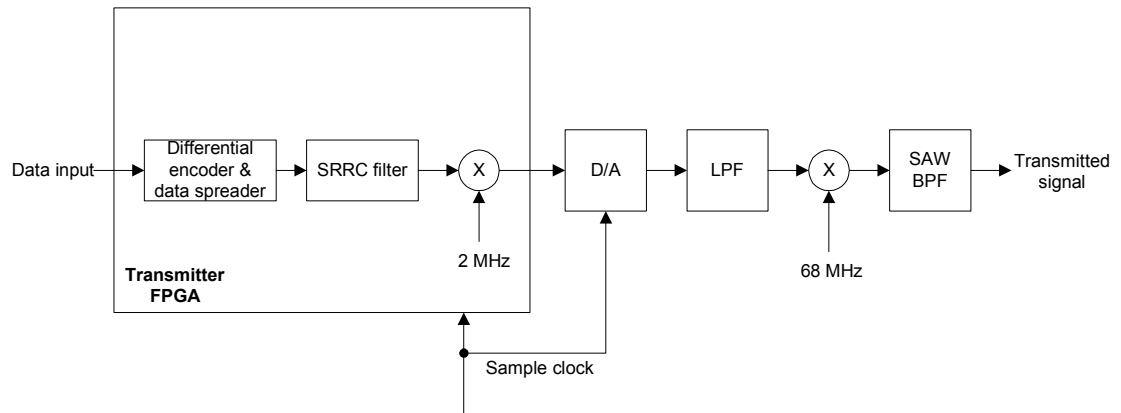 Data input
Differential
encoder &
data spreader
SRRC filter
X
2 MHz
Transmitter
FPGA
D/A
LPF
X
68 MHz
SAW
BPF
Transmitted
signal
Sample clock